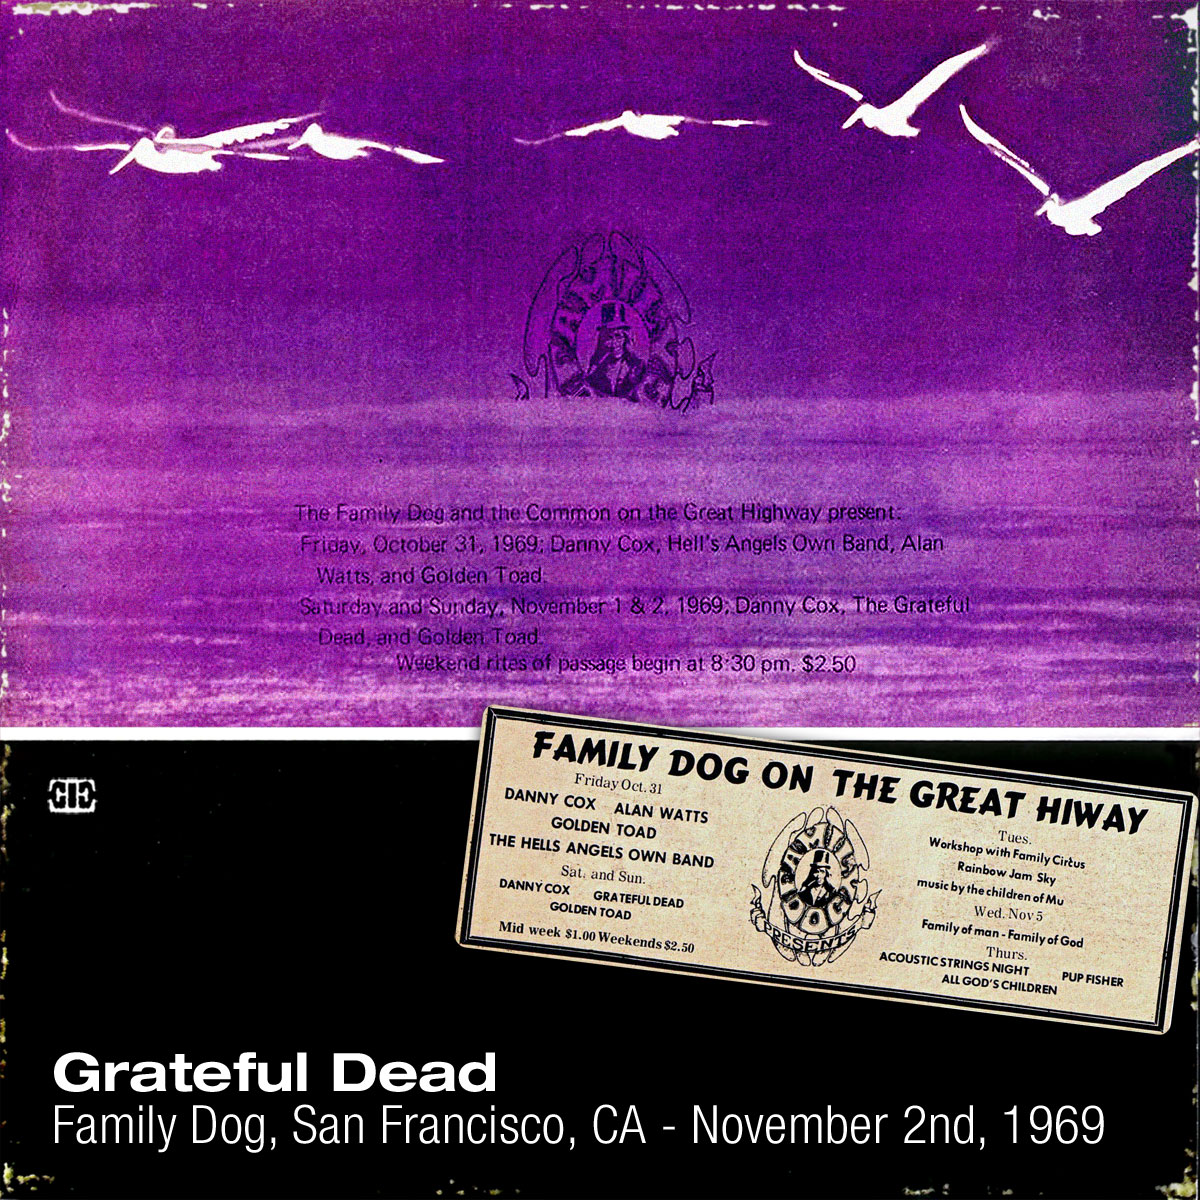 FAMILY
DOG
The Family Dog and the Common on the Great Highway present:
Friday, October 31, 1969; Danny Cox, Hell's Angels Own Band, Alan
Watts, and Golden Toad.
Saturday and Sunday, November 1 & 2, 1969; Danny Cox, The Grateful
Dead, and Golden Toad.
Weekend rites of passage begin at 8:30 pm. $2.50
FAMILY DOG ON THE GREAT HIWAY
Friday Oct. 31
DANNY COX ALAN WATTS
GOLDEN TOAD
THE HELLS ANGELS OWN BAND
Sat. and Sun.
DANNY COX GRATEFUL DEAD
GOLDEN TOAD
Mid week $1.00 Weekends $2.50
FAMILY
DOG
PRESENTS
Tues.
Workshop with Family Circus
Rainbow Jam Sky
music by the children of Mu
Wed. Nov 5
Family of man - Family of God
Thurs.
ACOUSTIC STRINGS NIGHT PUP FISHER
ALL GOD'S CHILDREN
Grateful Dead
Family Dog, San Francisco, CA - November 2nd, 1969